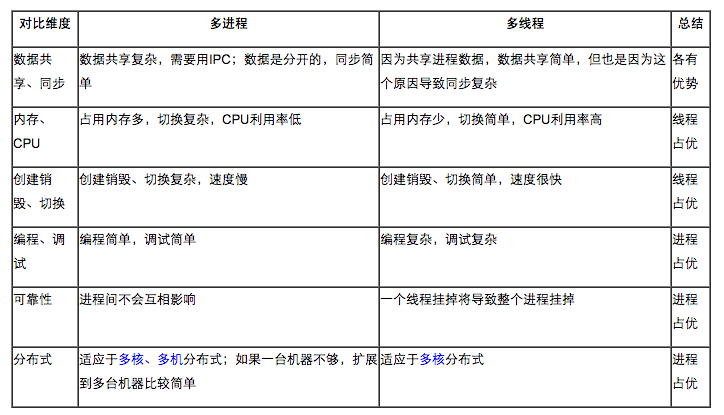 对比维度 多进程 多线程 总结
数据共享、同步 数据共享复杂，需要用IPC；数据是分开的，同步简单 因为共享进程数据，数据共享简单，但也是因为这个原因导致同步复杂 各有优势
内存、CPU 占用内存多，切换复杂，CPU利用率低 占用内存少，切换简单，CPU利用率高 线程占优
创建销毁、切换 创建销毁、切换复杂，速度慢 创建销毁、切换简单，速度很快 线程占优
编程、调试 编程简单，调试简单 编程复杂，调试复杂 进程占优
可靠性 进程间不会互相影响 一个线程挂掉将导致整个进程挂掉 进程占优
分布式 适应于多核、多机分布式；如果一台机器不够，扩展到多台机器比较简单 适应于多核分布式 进程占优